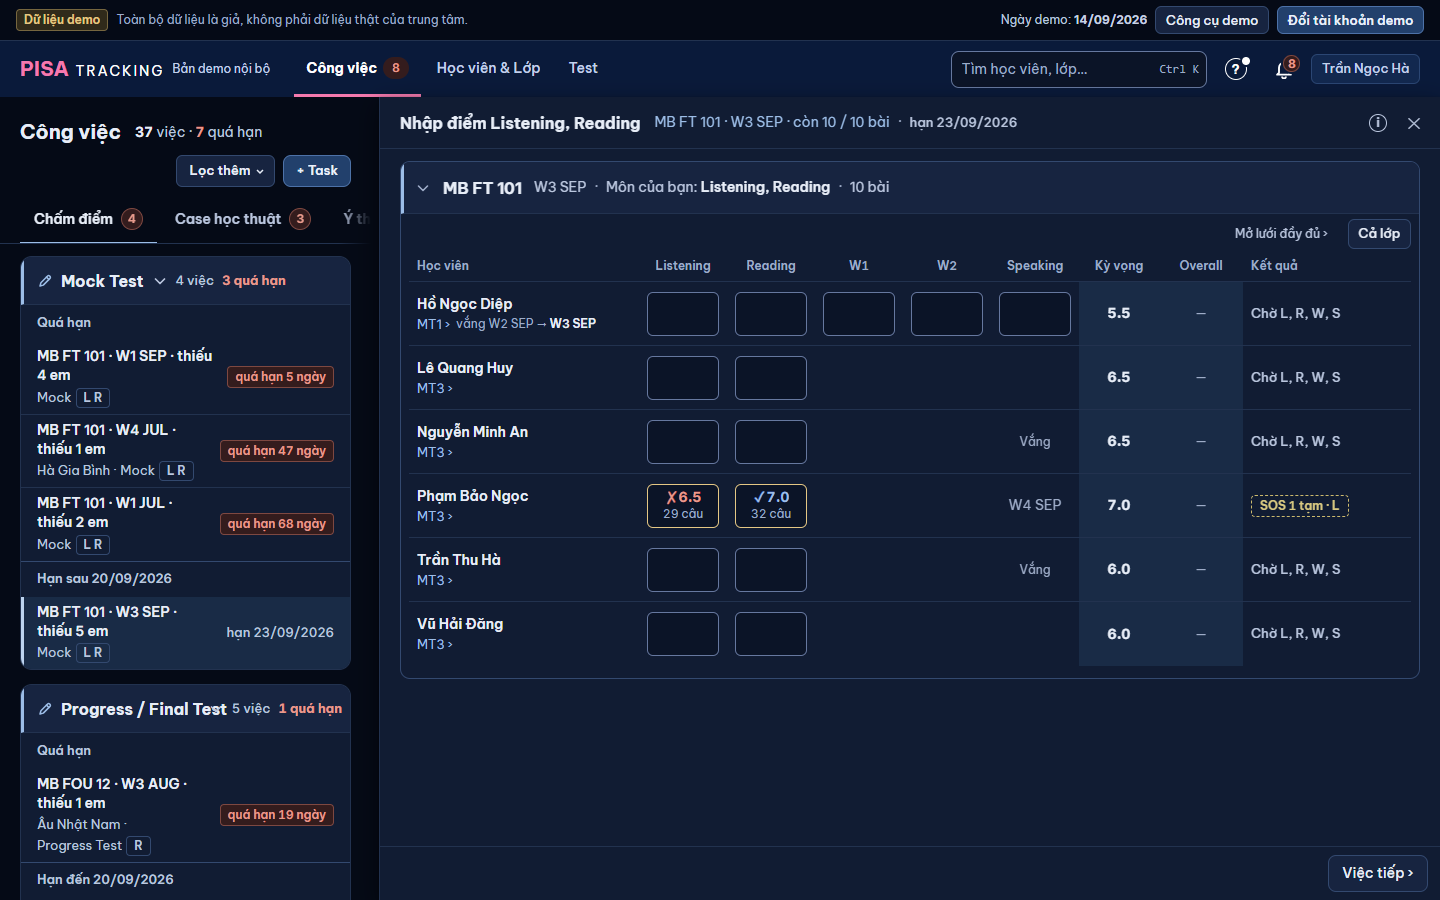 Dữ liệu demo Toàn bộ dữ liệu là giả, không phải dữ liệu thật của trung tâm. Ngày demo: 14/09/2026 Công cụ demo Đổi tài khoản demo
PISA TRACKING Bản demo nội bộ Công việc 8 Học viên & Lớp Test Tìm học viên, lớp... Ctrl K ? 8 Trần Ngọc Hà
Công việc 37 việc · 7 quá hạn
Lọc thêm + Task
Chấm điểm 4 Case học thuật 3 Ý th
Mock Test 4 việc 3 quá hạn
Quá hạn
MB FT 101 · W1 SEP · thiếu
4 em
quá hạn 5 ngày
Mock L R
MB FT 101 · W4 JUL ·
thiếu 1 em
quá hạn 47 ngày
Hà Gia Bình · Mock L R
MB FT 101 · W1 JUL ·
thiếu 2 em
quá hạn 68 ngày
Mock L R
Hạn sau 20/09/2026
MB FT 101 · W3 SEP ·
thiếu 5 em
hạn 23/09/2026
Mock L R
Progress / Final Test 5 việc 1 quá hạn
Quá hạn
MB FOU 12 · W3 AUG ·
thiếu 1 em
quá hạn 19 ngày
Âu Nhật Nam ·
Progress Test R
Hạn đến 20/09/2026
Nhập điểm Listening, Reading MB FT 101 · W3 SEP · còn 10 / 10 bài · hạn 23/09/2026
MB FT 101 W3 SEP · Môn của bạn: Listening, Reading · 10 bài
Mở lưới đầy đủ › Cả lớp
Học viên Listening Reading W1 W2 Speaking Kỳ vọng Overall Kết quả
Hồ Ngọc Diệp
MT1 › vắng W2 SEP → W3 SEP
5.5 — Chờ L, R, W, S
Lê Quang Huy
MT3 ›
6.5 — Chờ L, R, W, S
Nguyễn Minh An
MT3 ›
Vắng 6.5 — Chờ L, R, W, S
Phạm Bảo Ngọc
MT3 ›
✗ 6.5 ✓ 7.0
29 câu 32 câu
W4 SEP 7.0 — SOS 1 tạm · L
Trần Thu Hà
MT3 ›
Vắng 6.0 — Chờ L, R, W, S
Vũ Hải Đăng
MT3 ›
6.0 — Chờ L, R, W, S
Việc tiếp ›